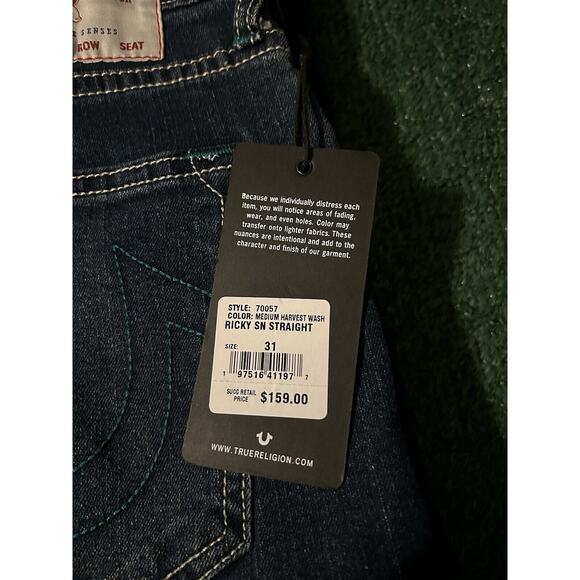 SENSES
ROW SEAT
Because we individually distress each
item, you will notice areas of fading,
wear, and even holes. Color may
transfer onto lighter fabrics. These
nuances are intentional and add to the
character and finish of our garment.
STYLE: 70057
COLOR: MEDIUM HARVEST WASH
RICKY SN STRAIGHT
SIZE: 31
1 97516 41197 7
SUGG RETAIL
PRICE $159.00
WWW.TRUERELIGION.COM